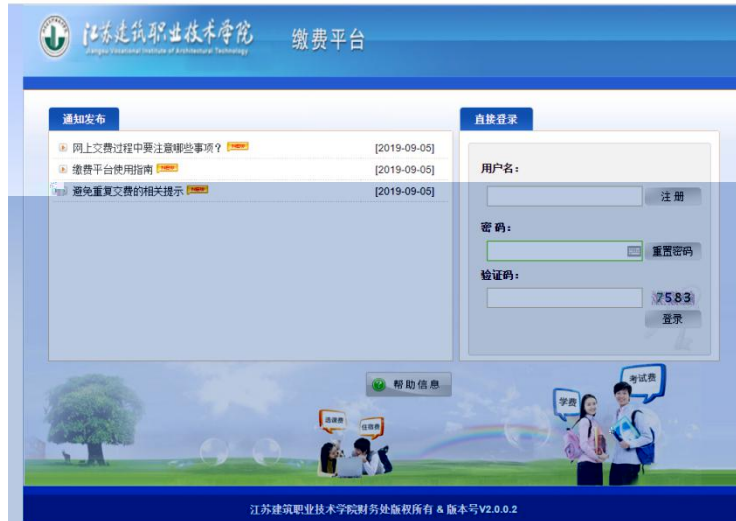 江苏建筑职业技术学院
Jiangsu Vocational Institute of Architectural Technology
缴费平台
通知发布
网上交费过程中要注意哪些事项？ [2019-09-05]
缴费平台使用指南 [2019-09-05]
避免重复交费的相关提示 [2019-09-05]
直接登录
用户名：
注册
密码：
重置密码
验证码：
7583
登录
帮助信息
选课费
住宿费
学费
考试费
江苏建筑职业技术学院财务处版权所有 & 版本号V2.0.0.2